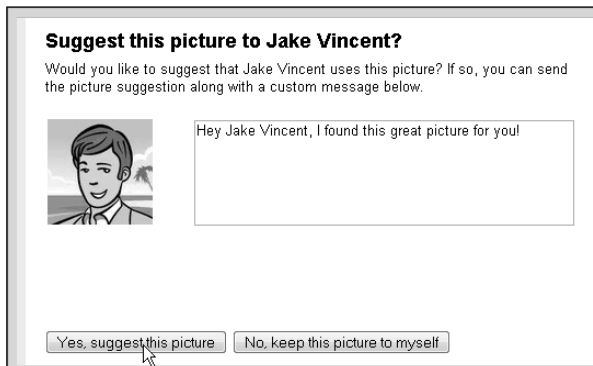 Suggest this picture to Jake Vincent?
Would you like to suggest that Jake Vincent uses this picture? If so, you can send
the picture suggestion along with a custom message below.
Hey Jake Vincent, I found this great picture for you!
Yes, suggest this picture
No, keep this picture to myself